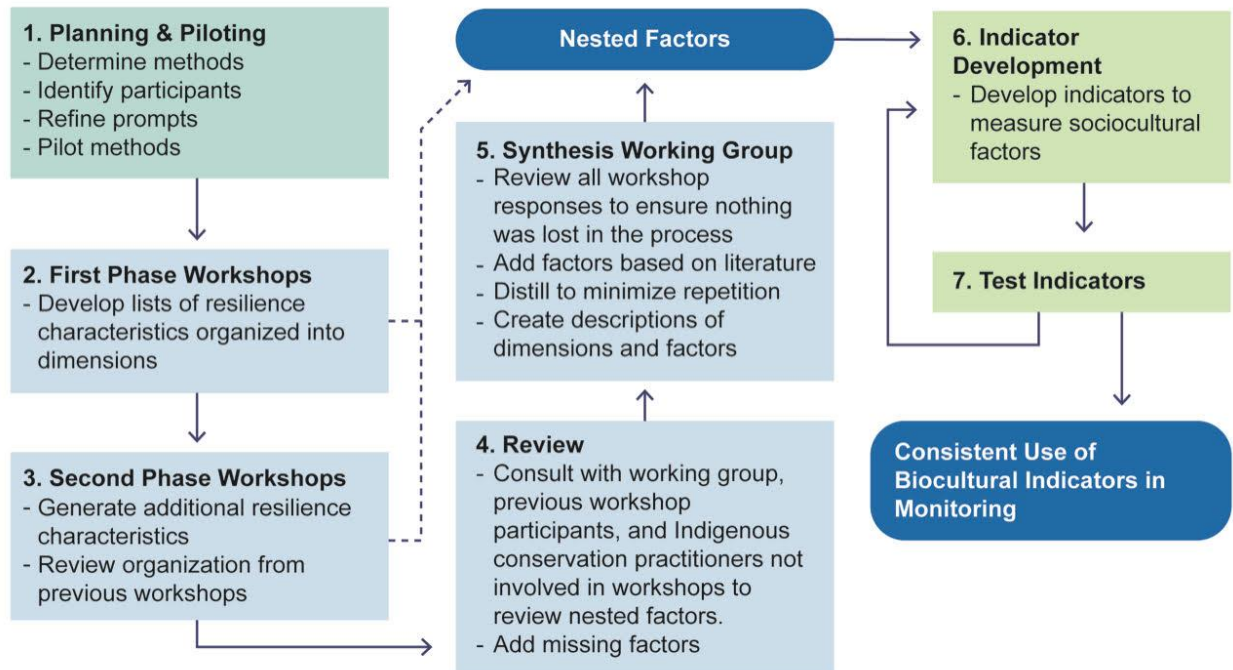 1. Planning & Piloting
- Determine methods
- Identify participants
- Refine prompts
- Pilot methods
2. First Phase Workshops
- Develop lists of resilience
characteristics organized into
dimensions
3. Second Phase Workshops
- Generate additional resilience
characteristics
- Review organization from
previous workshops
4. Review
- Consult with working group,
previous workshop
participants, and Indigenous
conservation practitioners not
involved in workshops to
review nested factors.
- Add missing factors
5. Synthesis Working Group
- Review all workshop
responses to ensure nothing
was lost in the process
- Add factors based on literature
- Distill to minimize repetition
- Create descriptions of
dimensions and factors
Nested Factors
6. Indicator
Development
- Develop indicators to
measure sociocultural
factors
7. Test Indicators
Consistent Use of
Biocultural Indicators in
Monitoring